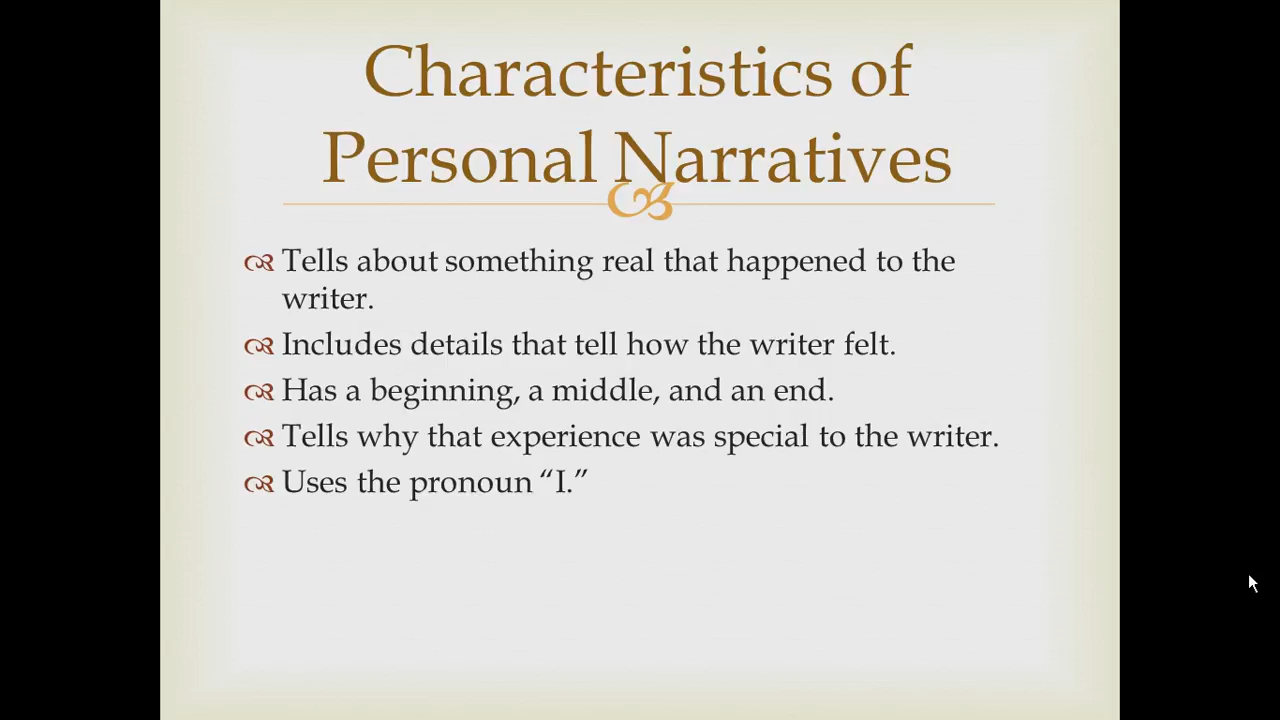 Characteristics of
Personal Narratives
Tells about something real that happened to the
writer.
Includes details that tell how the writer felt.
Has a beginning, a middle, and an end.
Tells why that experience was special to the writer.
Uses the pronoun “I.”